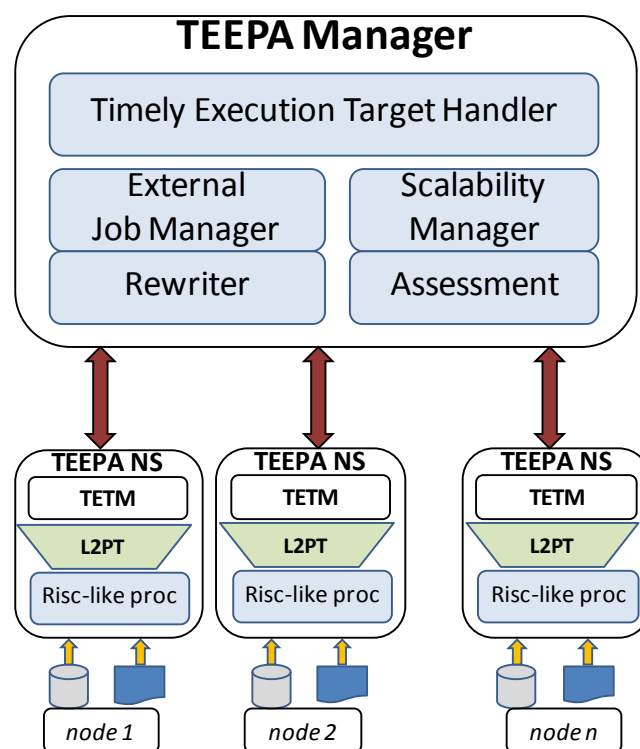 TEEPA Manager
Timely Execution Target Handler
External
Job Manager
Scalability
Manager
Rewriter
Assessment
TEEPA NS
TETM
L2PT
Risc-like proc
node 1
TEEPA NS
TETM
L2PT
Risc-like proc
node 2
TEEPA NS
TETM
L2PT
Risc-like proc
node n